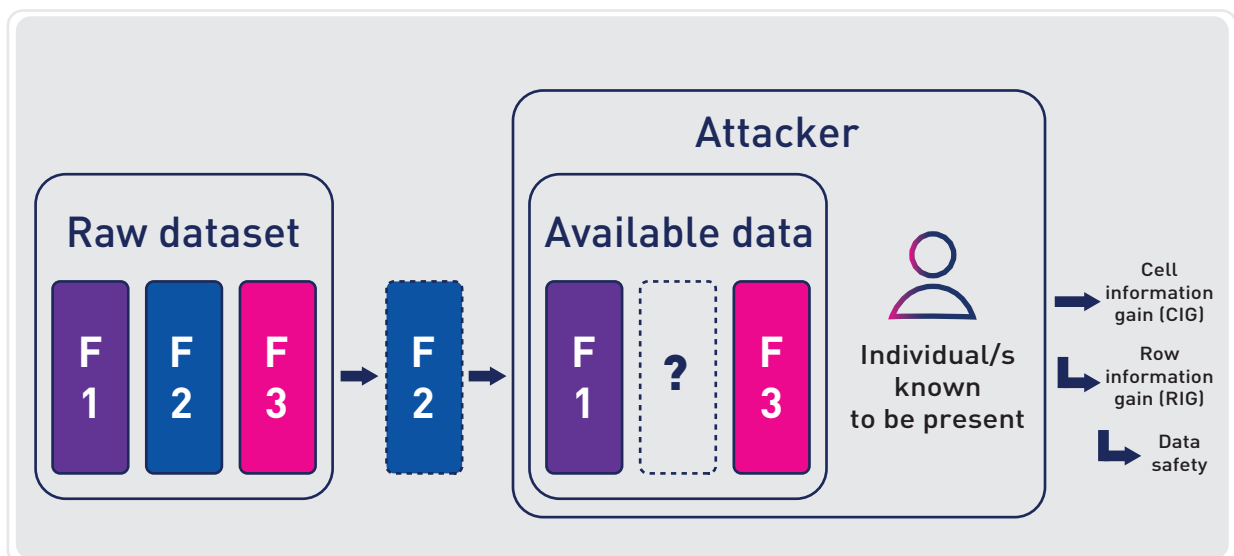 Attacker
Raw dataset
F
1
F
2
F
3
F
2
Available data
F
1
?
F
3
Individual/s
known
to be present
Cell
information
gain (CIG)
Row
information
gain (RIG)
Data
safety